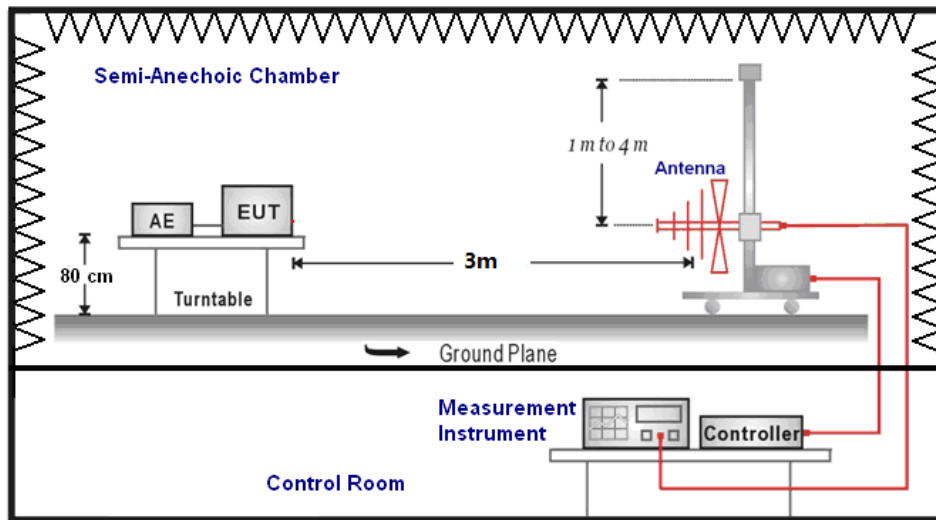 Semi-Anechoic Chamber
1 m to 4 m
Antenna
AE
EUT
80 cm
3m
Turntable
Ground Plane
Measurement
Instrument
Controller
Control Room